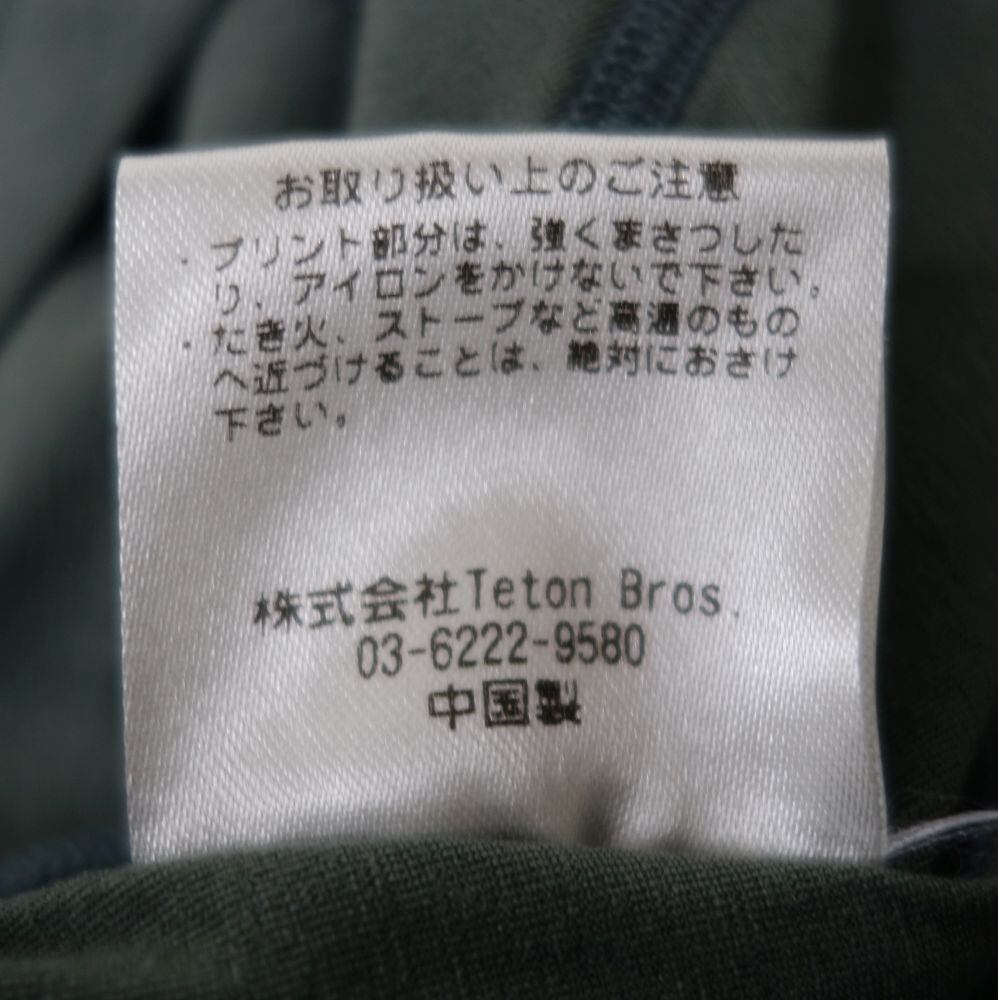 お取り扱い上のご注意
・プリント部分は、強くまさつした
り、アイロンをかけないで下さい。
・たき火、ストーブなど高温のもの
へ近づけることは、絶対におさけ
下さい。
株式会社Teton Bros.
03-6222-9580
中国製